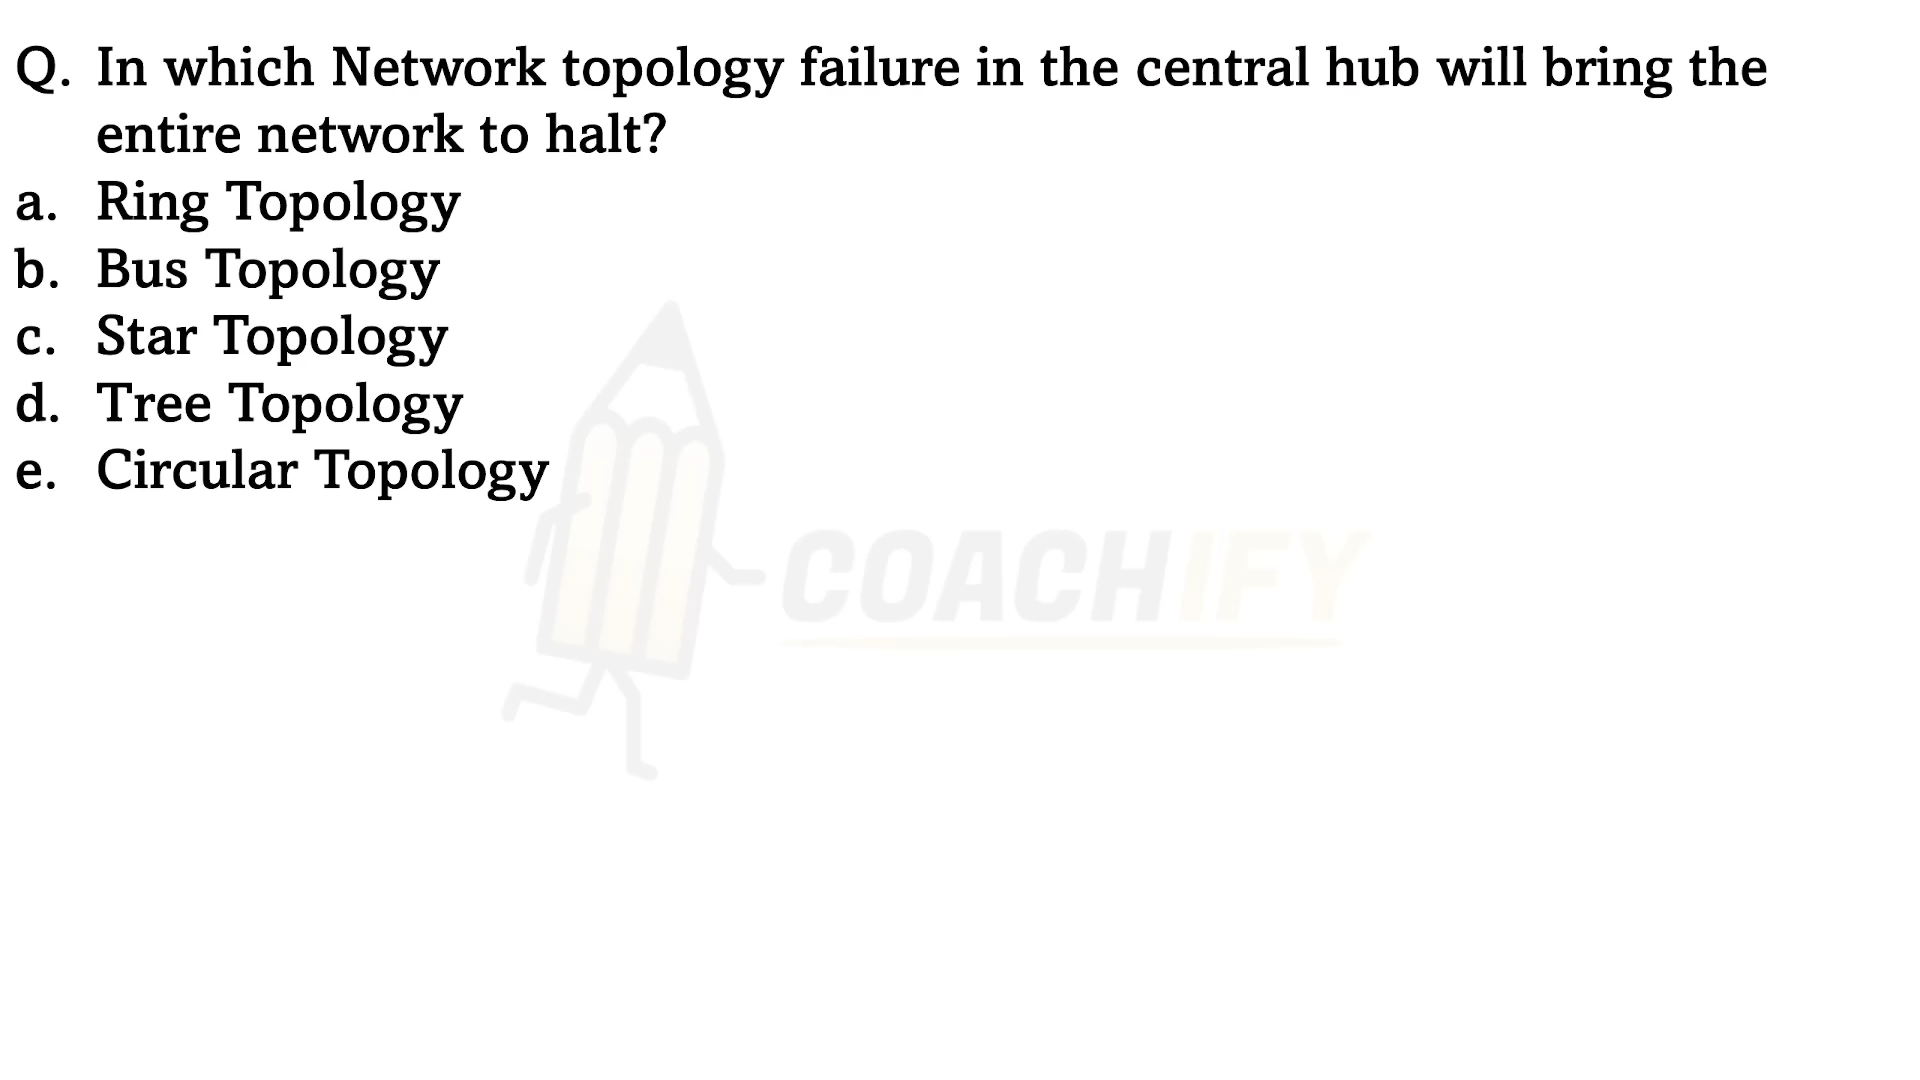 Q. In which Network topology failure in the central hub will bring the
entire network to halt?
a. Ring Topology
b. Bus Topology
c. Star Topology
d. Tree Topology
e. Circular Topology
COACHIFY